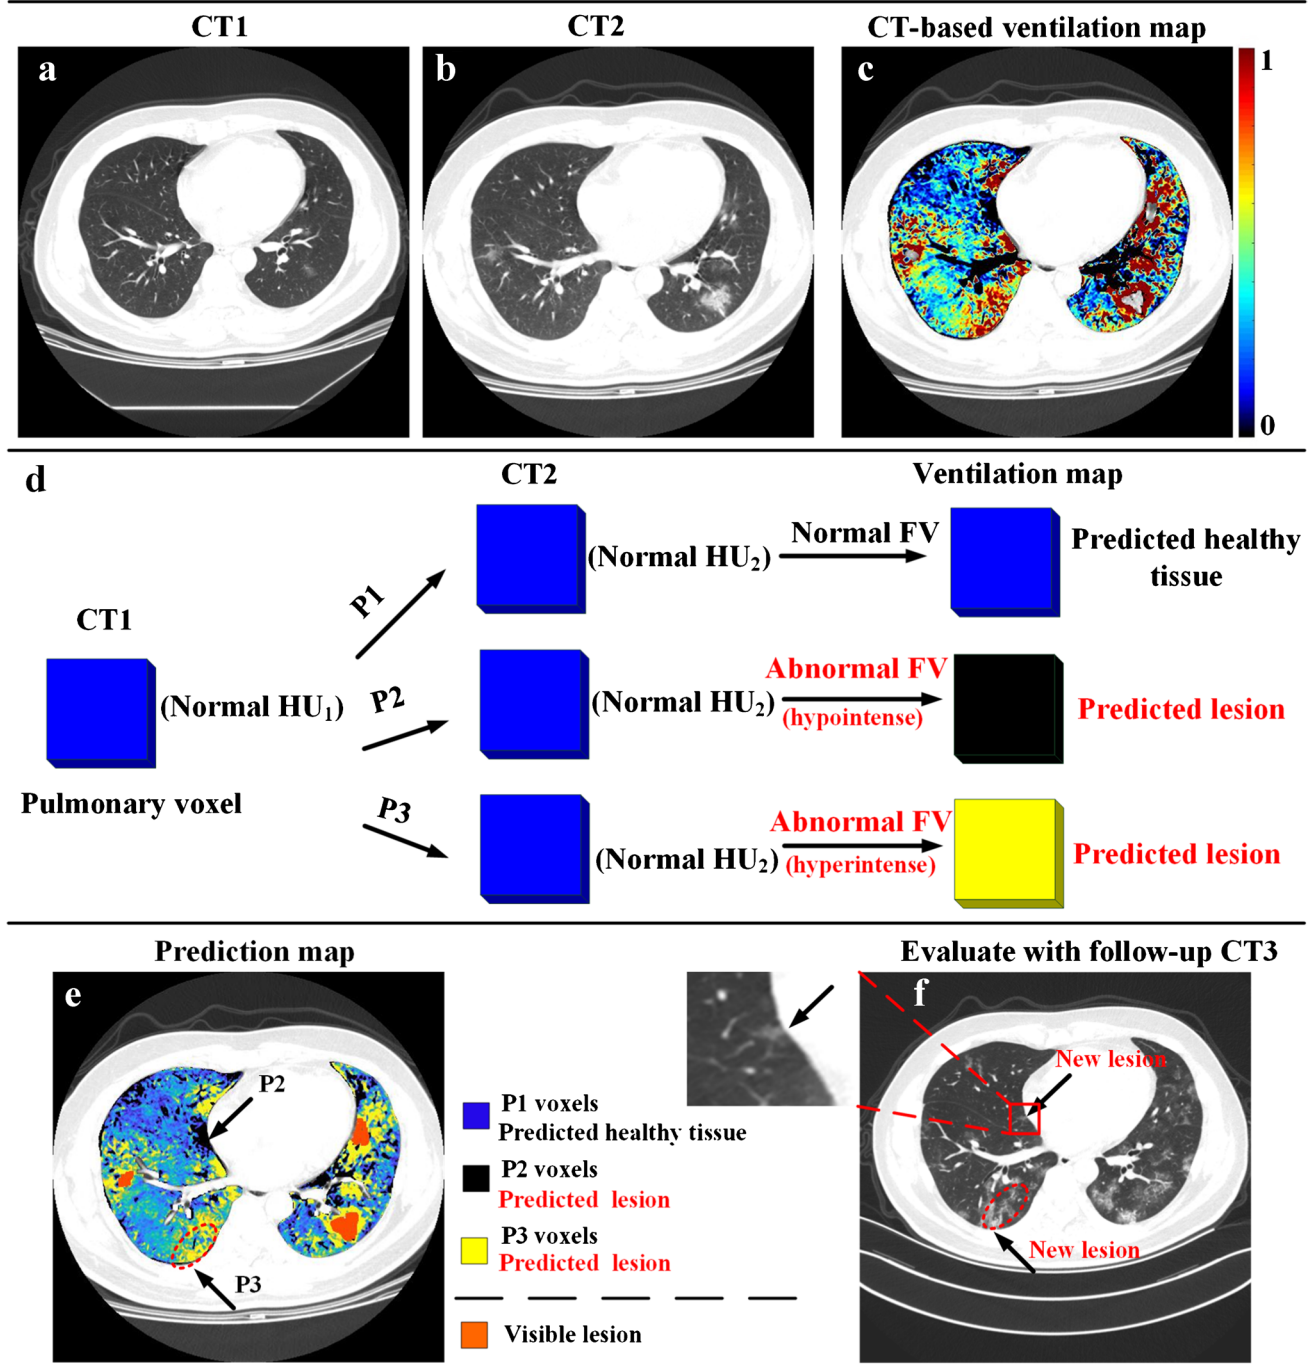 CT1
CT2
CT-based ventilation map
a
b
c
1
0
d
CT2
Ventilation map
CT1
(Normal HU₁)
Pulmonary voxel
P1
(Normal HU₂)
Normal FV
Predicted healthy
tissue
P2
(Normal HU₂)
Abnormal FV
(hypointense)
Predicted lesion
P3
(Normal HU₂)
Abnormal FV
(hyperintense)
Predicted lesion
Prediction map
e
P2
P3
P1 voxels
Predicted healthy tissue
P2 voxels
Predicted lesion
P3 voxels
Predicted lesion
Visible lesion
Evaluate with follow-up CT3
f
New lesion
New lesion